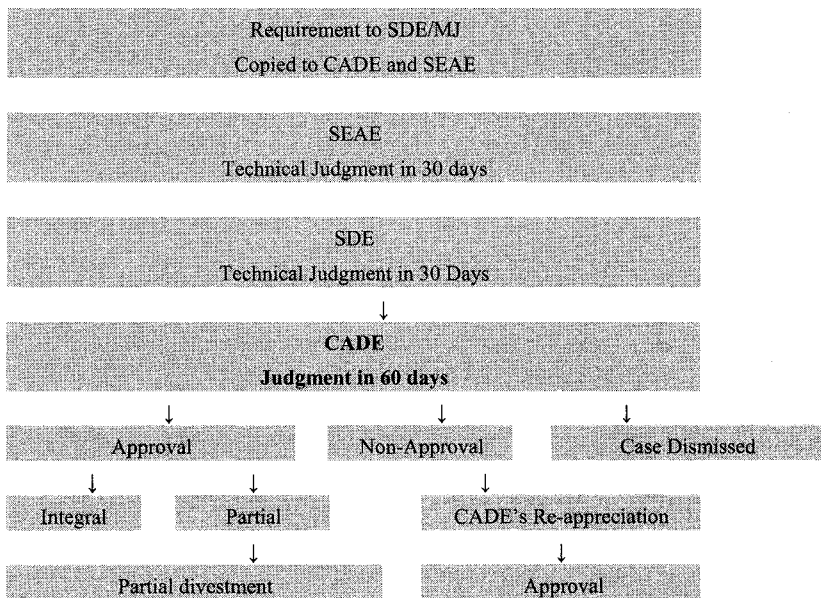 Requirement to SDE/MJ
Copied to CADE and SEAE
SEAE
Technical Judgment in 30 days
SDE
Technical Judgment in 30 Days
↓
CADE
Judgment in 60 days
↓ ↓ ↓
Approval Non-Approval Case Dismissed
↓ ↓ ↓
Integral Partial CADE's Re-appreciation
↓ ↓
Partial divestment Approval